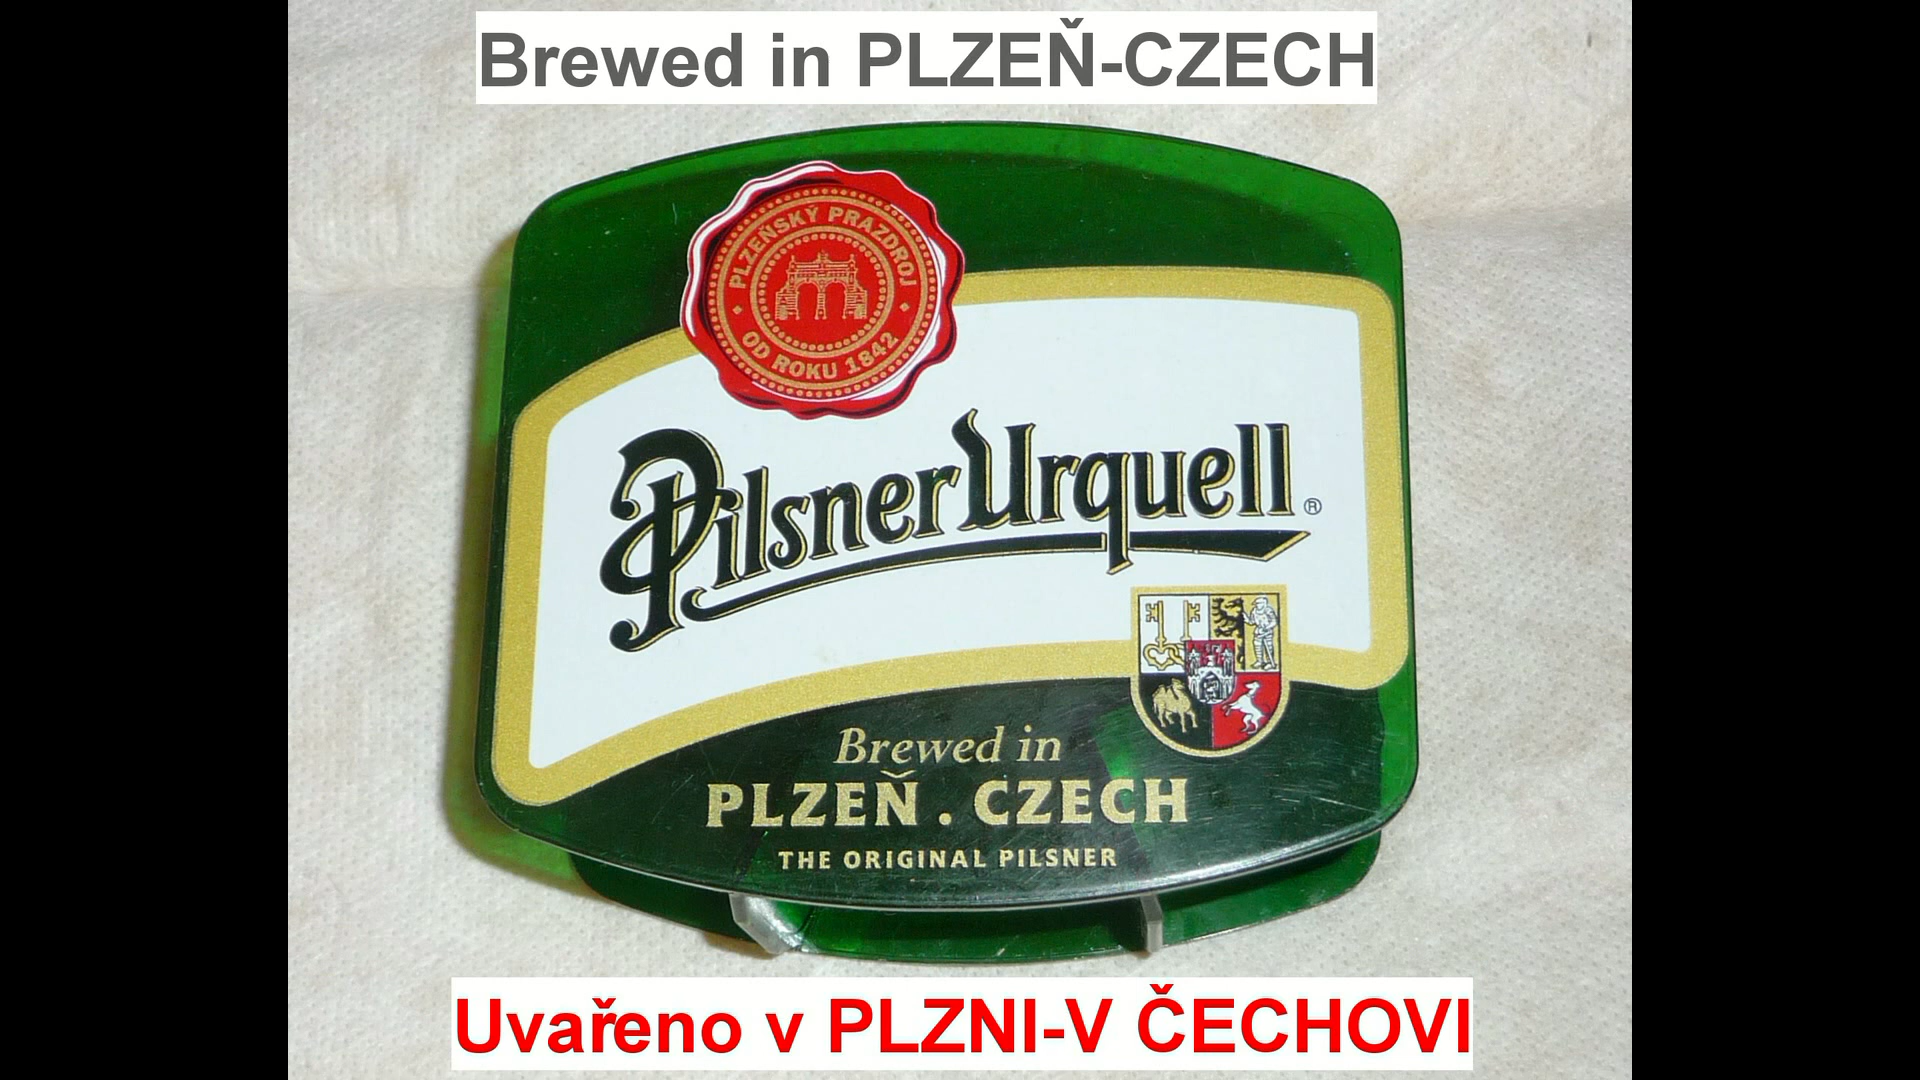 Brewed in PLZEŇ-CZECH
PLZEŇSKÝ PRAZDROJ
OD ROKU 1842
Pilsner Urquell ®
Brewed in
PLZEŇ . CZECH
THE ORIGINAL PILSNER
Uvařeno v PLZNI-V ČECHOVI